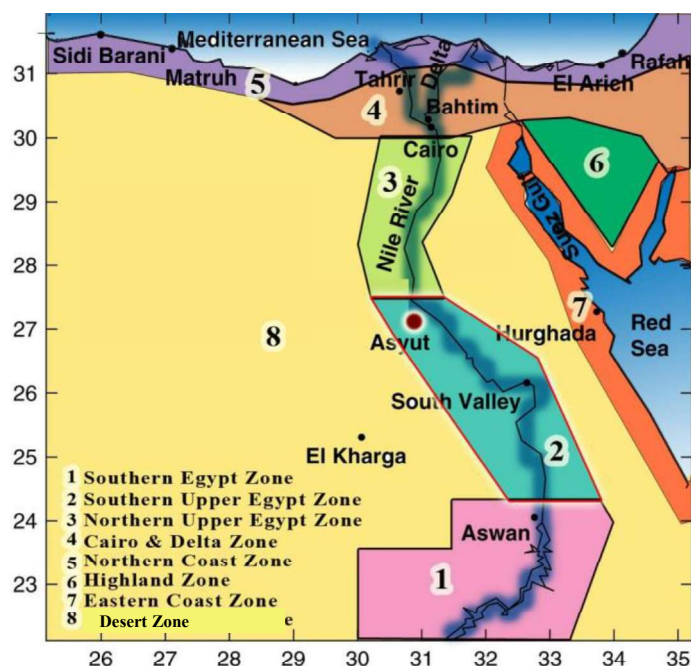 Mediterranean Sea
Sidi Barani
Matruh
5
Tahrir
Delta
El Arich
Rafah
4
Bahtim
Cairo
3
Nile River
6
Suez Gulf
7
Red
Sea
8
Asyut
Hurghada
South Valley
El Kharga
2
Aswan
1
1 Southern Egypt Zone
2 Southern Upper Egypt Zone
3 Northern Upper Egypt Zone
4 Cairo & Delta Zone
5 Northern Coast Zone
6 Highland Zone
7 Eastern Coast Zone
8 Desert Zone e
31
30
29
28
27
26
25
24
23
26 27 28 29 30 31 32 33 34 35